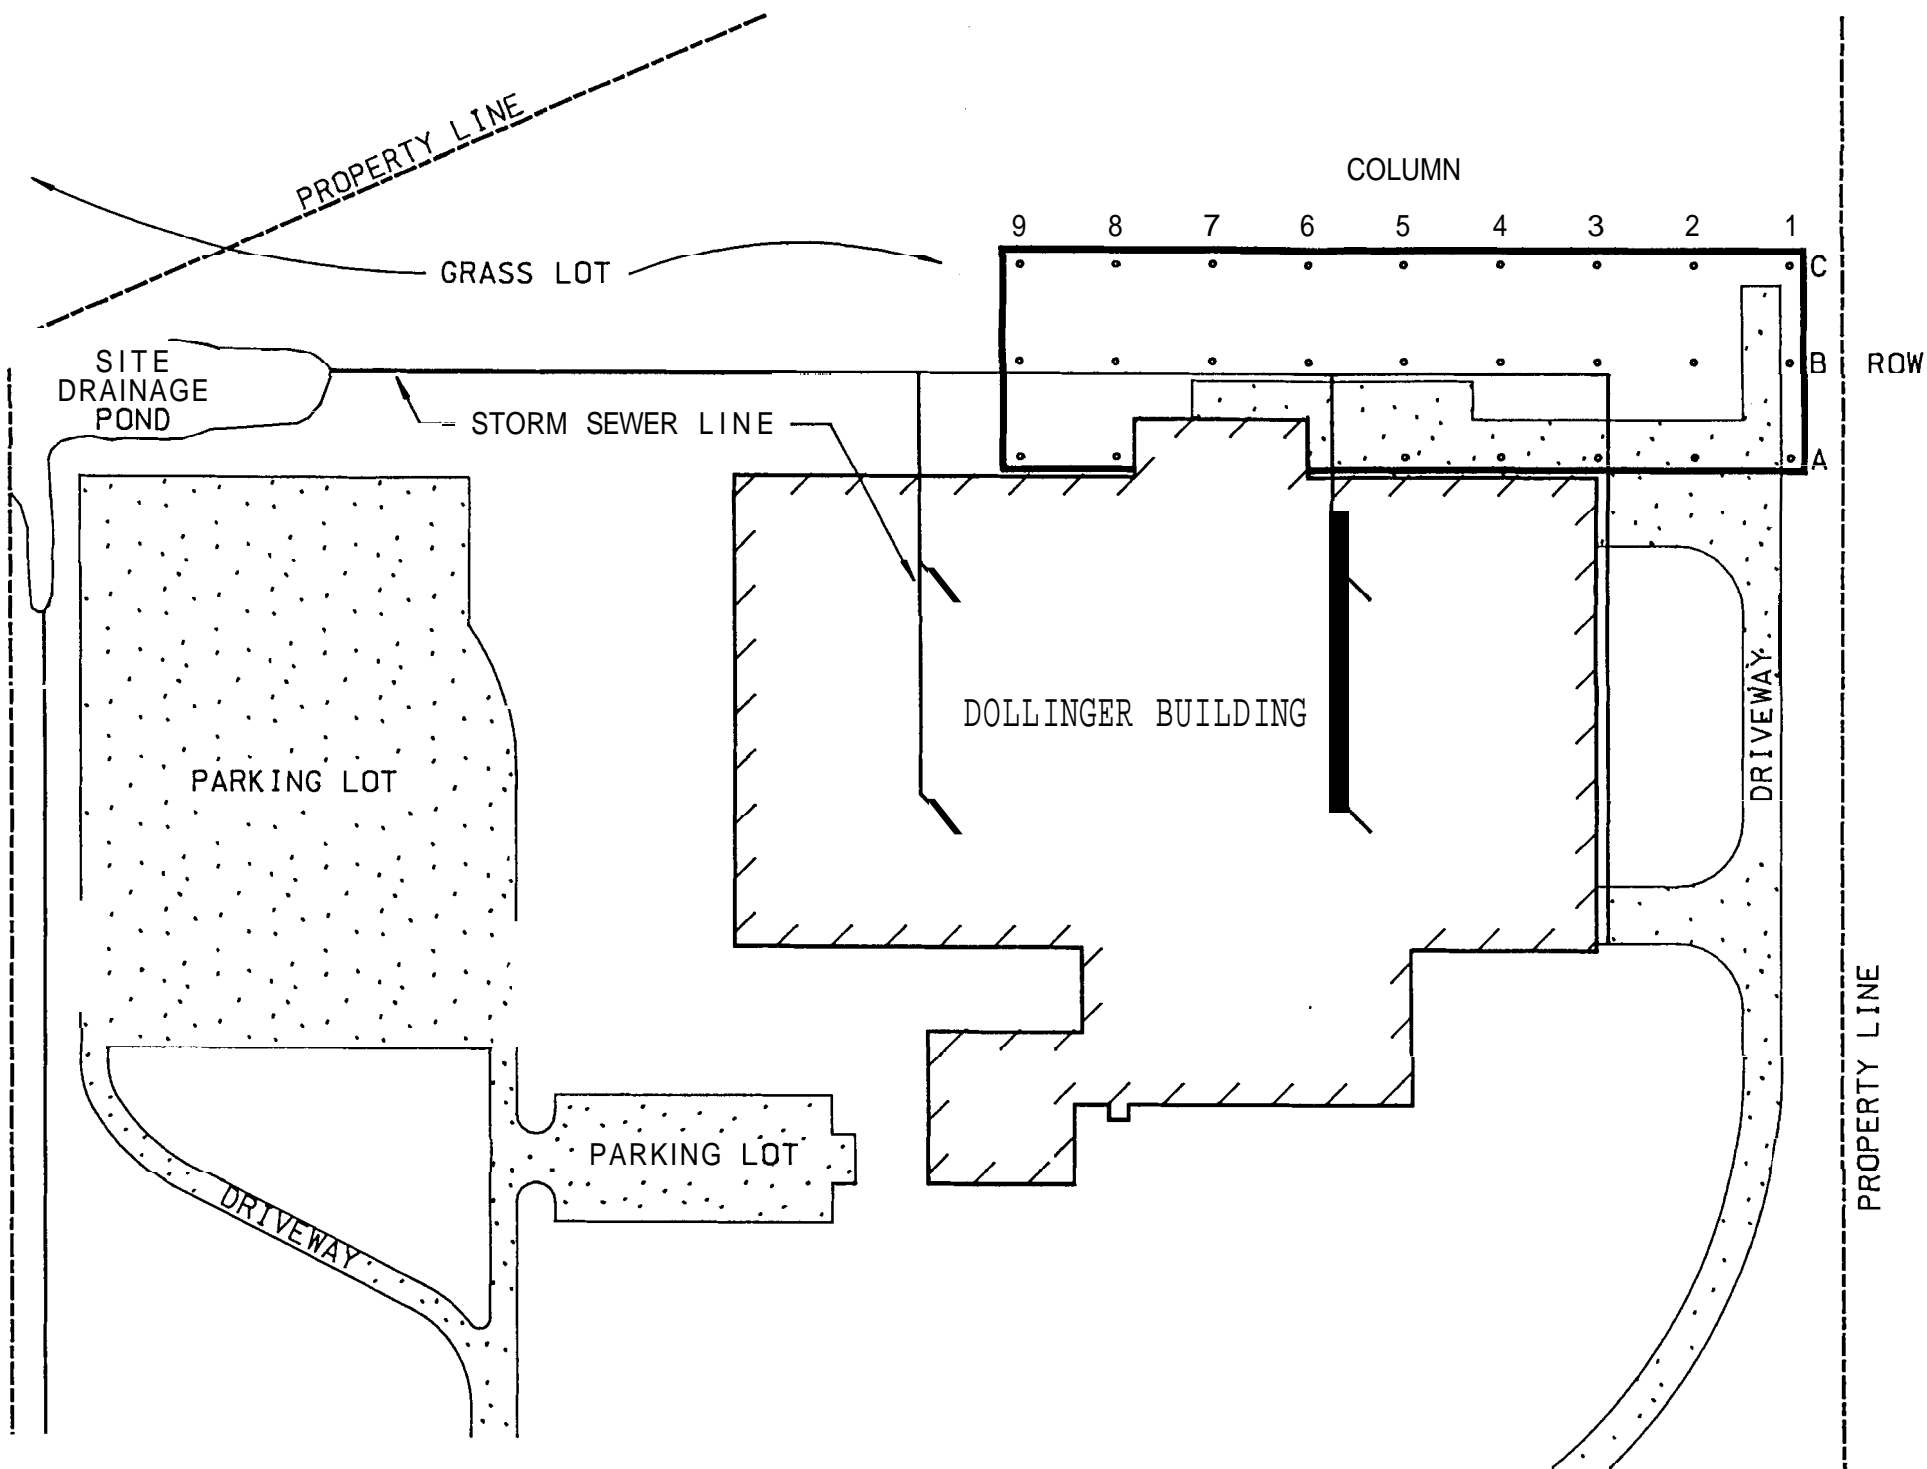 PROPERTY LINE
COLUMN
9 8 7 6 5 4 3 2 1
GRASS LOT
C
SITE
DRAINAGE
POND
B ROW
STORM SEWER LINE
A
DOLLINGER BUILDING
DRIVEWAY
PARKING LOT
PROPERTY LINE
PARKING LOT
DRIVEWAY